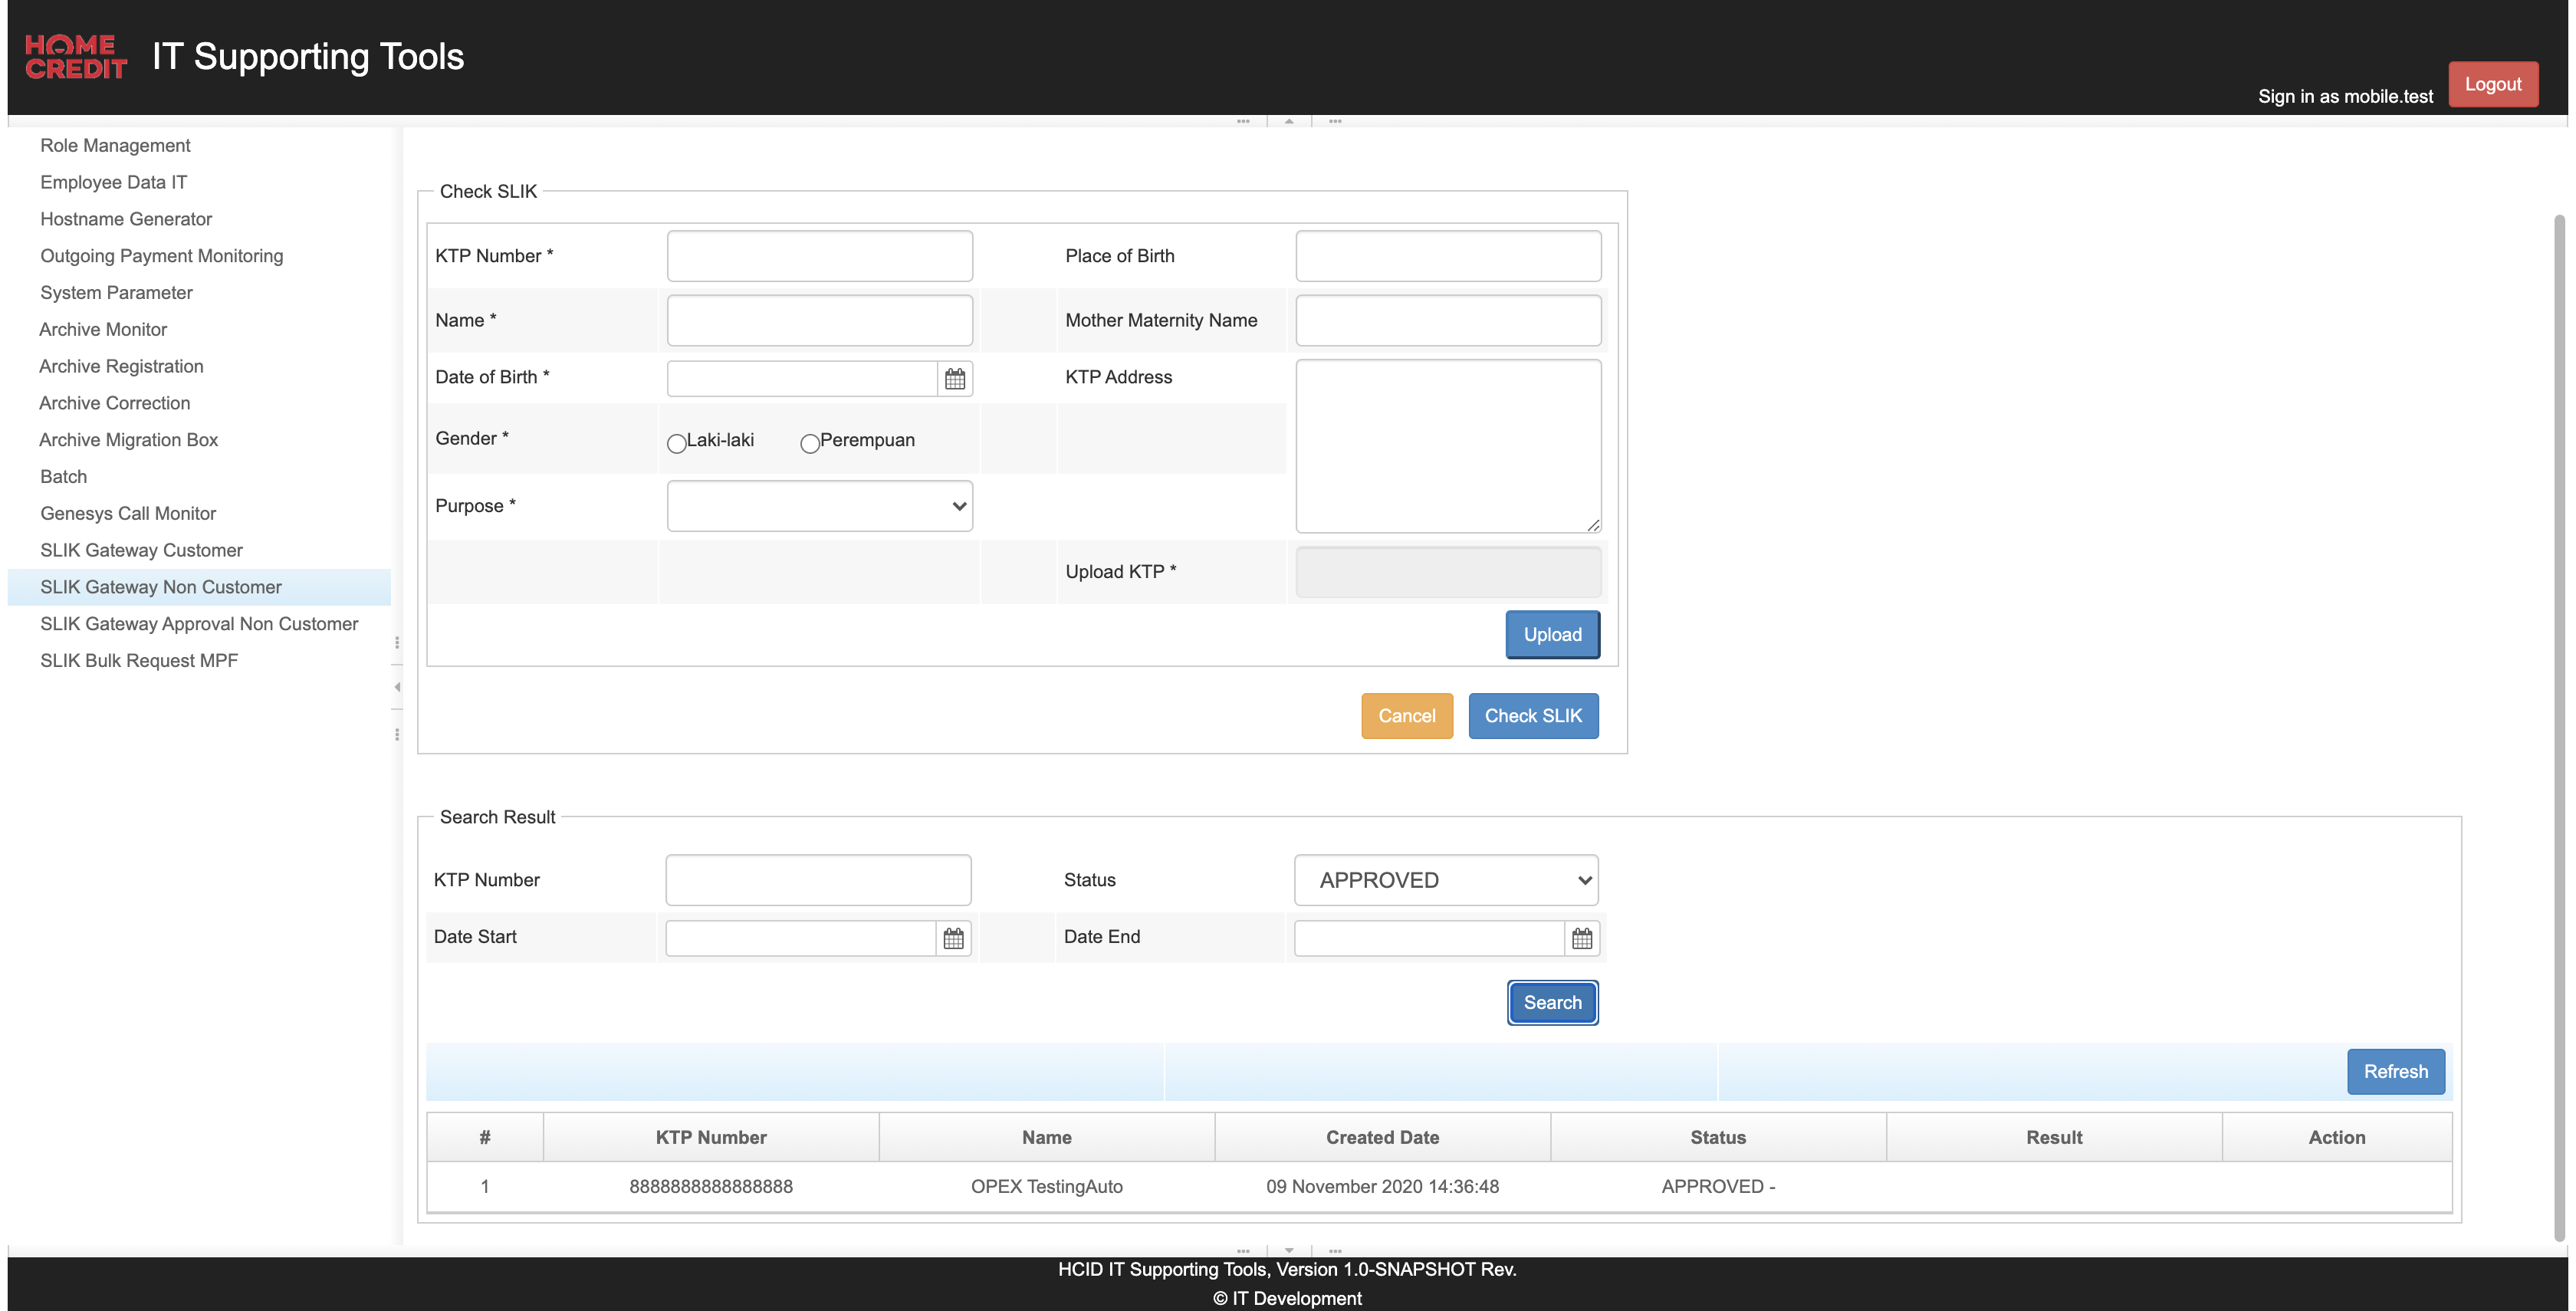 HOME
CREDIT
IT Supporting Tools
Sign in as mobile.test
Logout
Role Management
Employee Data IT
Hostname Generator
Outgoing Payment Monitoring
System Parameter
Archive Monitor
Archive Registration
Archive Correction
Archive Migration Box
Batch
Genesys Call Monitor
SLIK Gateway Customer
SLIK Gateway Non Customer
SLIK Gateway Approval Non Customer
SLIK Bulk Request MPF
Check SLIK
KTP Number * Place of Birth
Name * Mother Maternity Name
Date of Birth * KTP Address
Gender * Laki-laki Perempuan
Purpose *
Upload KTP *
Upload
Cancel Check SLIK
Search Result
KTP Number Status APPROVED
Date Start Date End
Search
Refresh
# KTP Number Name Created Date Status Result Action
1 8888888888888888 OPEX TestingAuto 09 November 2020 14:36:48 APPROVED -
HCID IT Supporting Tools, Version 1.0-SNAPSHOT Rev.
© IT Development